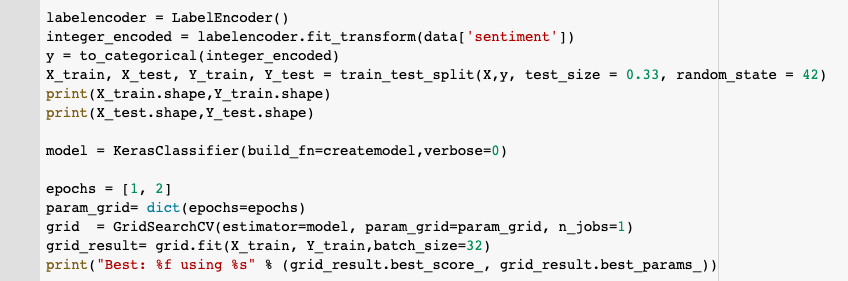 labelencoder = LabelEncoder()
integer_encoded = labelencoder.fit_transform(data['sentiment'])
y = to_categorical(integer_encoded)
X_train, X_test, Y_train, Y_test = train_test_split(X,y, test_size = 0.33, random_state = 42)
print(X_train.shape,Y_train.shape)
print(X_test.shape,Y_test.shape)

model = KerasClassifier(build_fn=createmodel,verbose=0)

epochs = [1, 2]
param_grid= dict(epochs=epochs)
grid  = GridSearchCV(estimator=model, param_grid=param_grid, n_jobs=1)
grid_result= grid.fit(X_train, Y_train,batch_size=32)
print("Best: %f using %s" % (grid_result.best_score_, grid_result.best_params_))